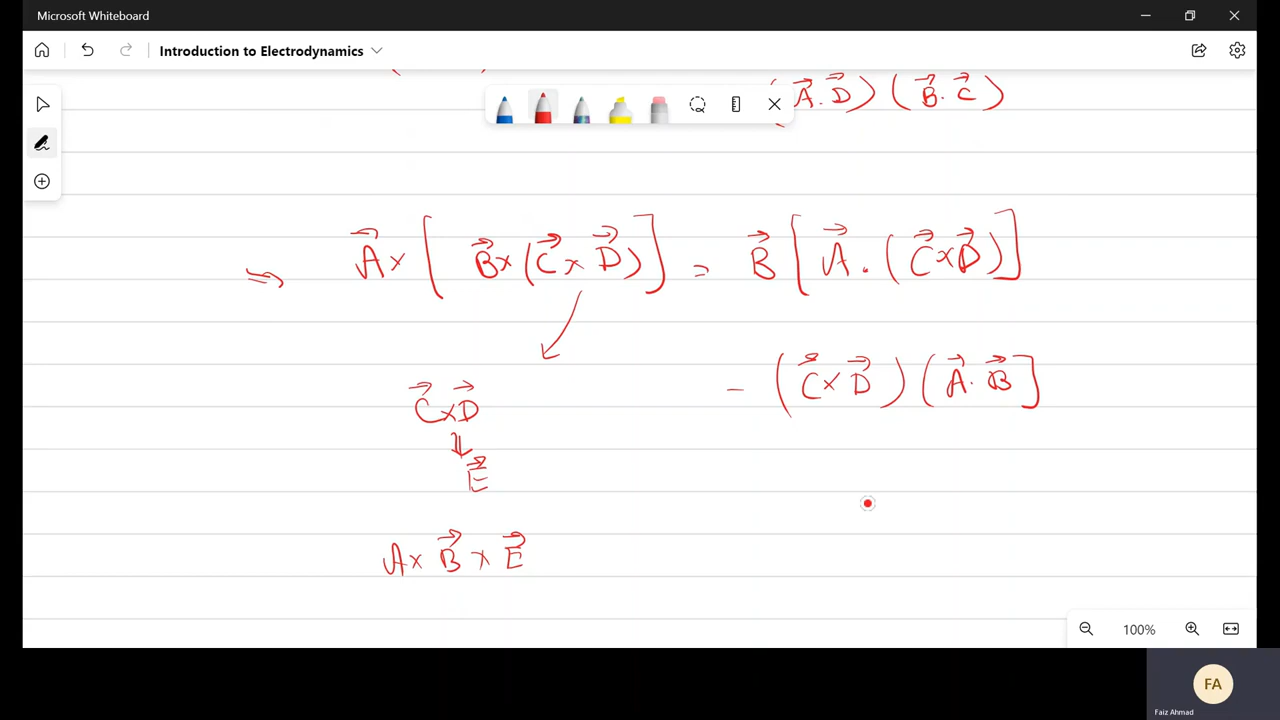 Microsoft Whiteboard
Introduction to Electrodynamics
(A⃗.D⃗)(B⃗.C⃗)
⇒ A⃗×[B⃗×(C⃗×D⃗)] = B⃗[A⃗.(C⃗×D⃗)]
- (C⃗×D⃗)(A⃗.B⃗]
C⃗×D⃗
⇓
E⃗
A×B⃗×E⃗
100%
FA
Faiz Ahmad